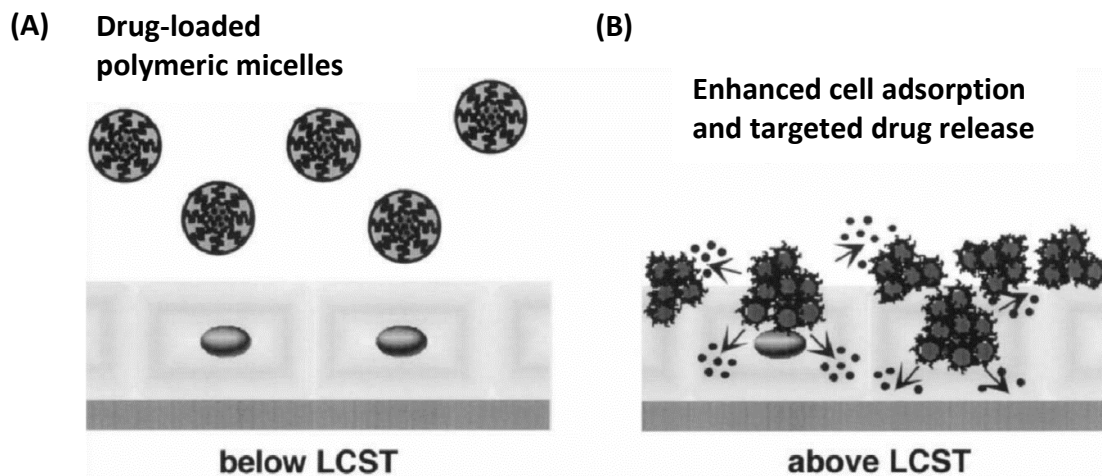 (A)
Drug-loaded
polymeric micelles
below LCST
(B)
Enhanced cell adsorption
and targeted drug release
above LCST